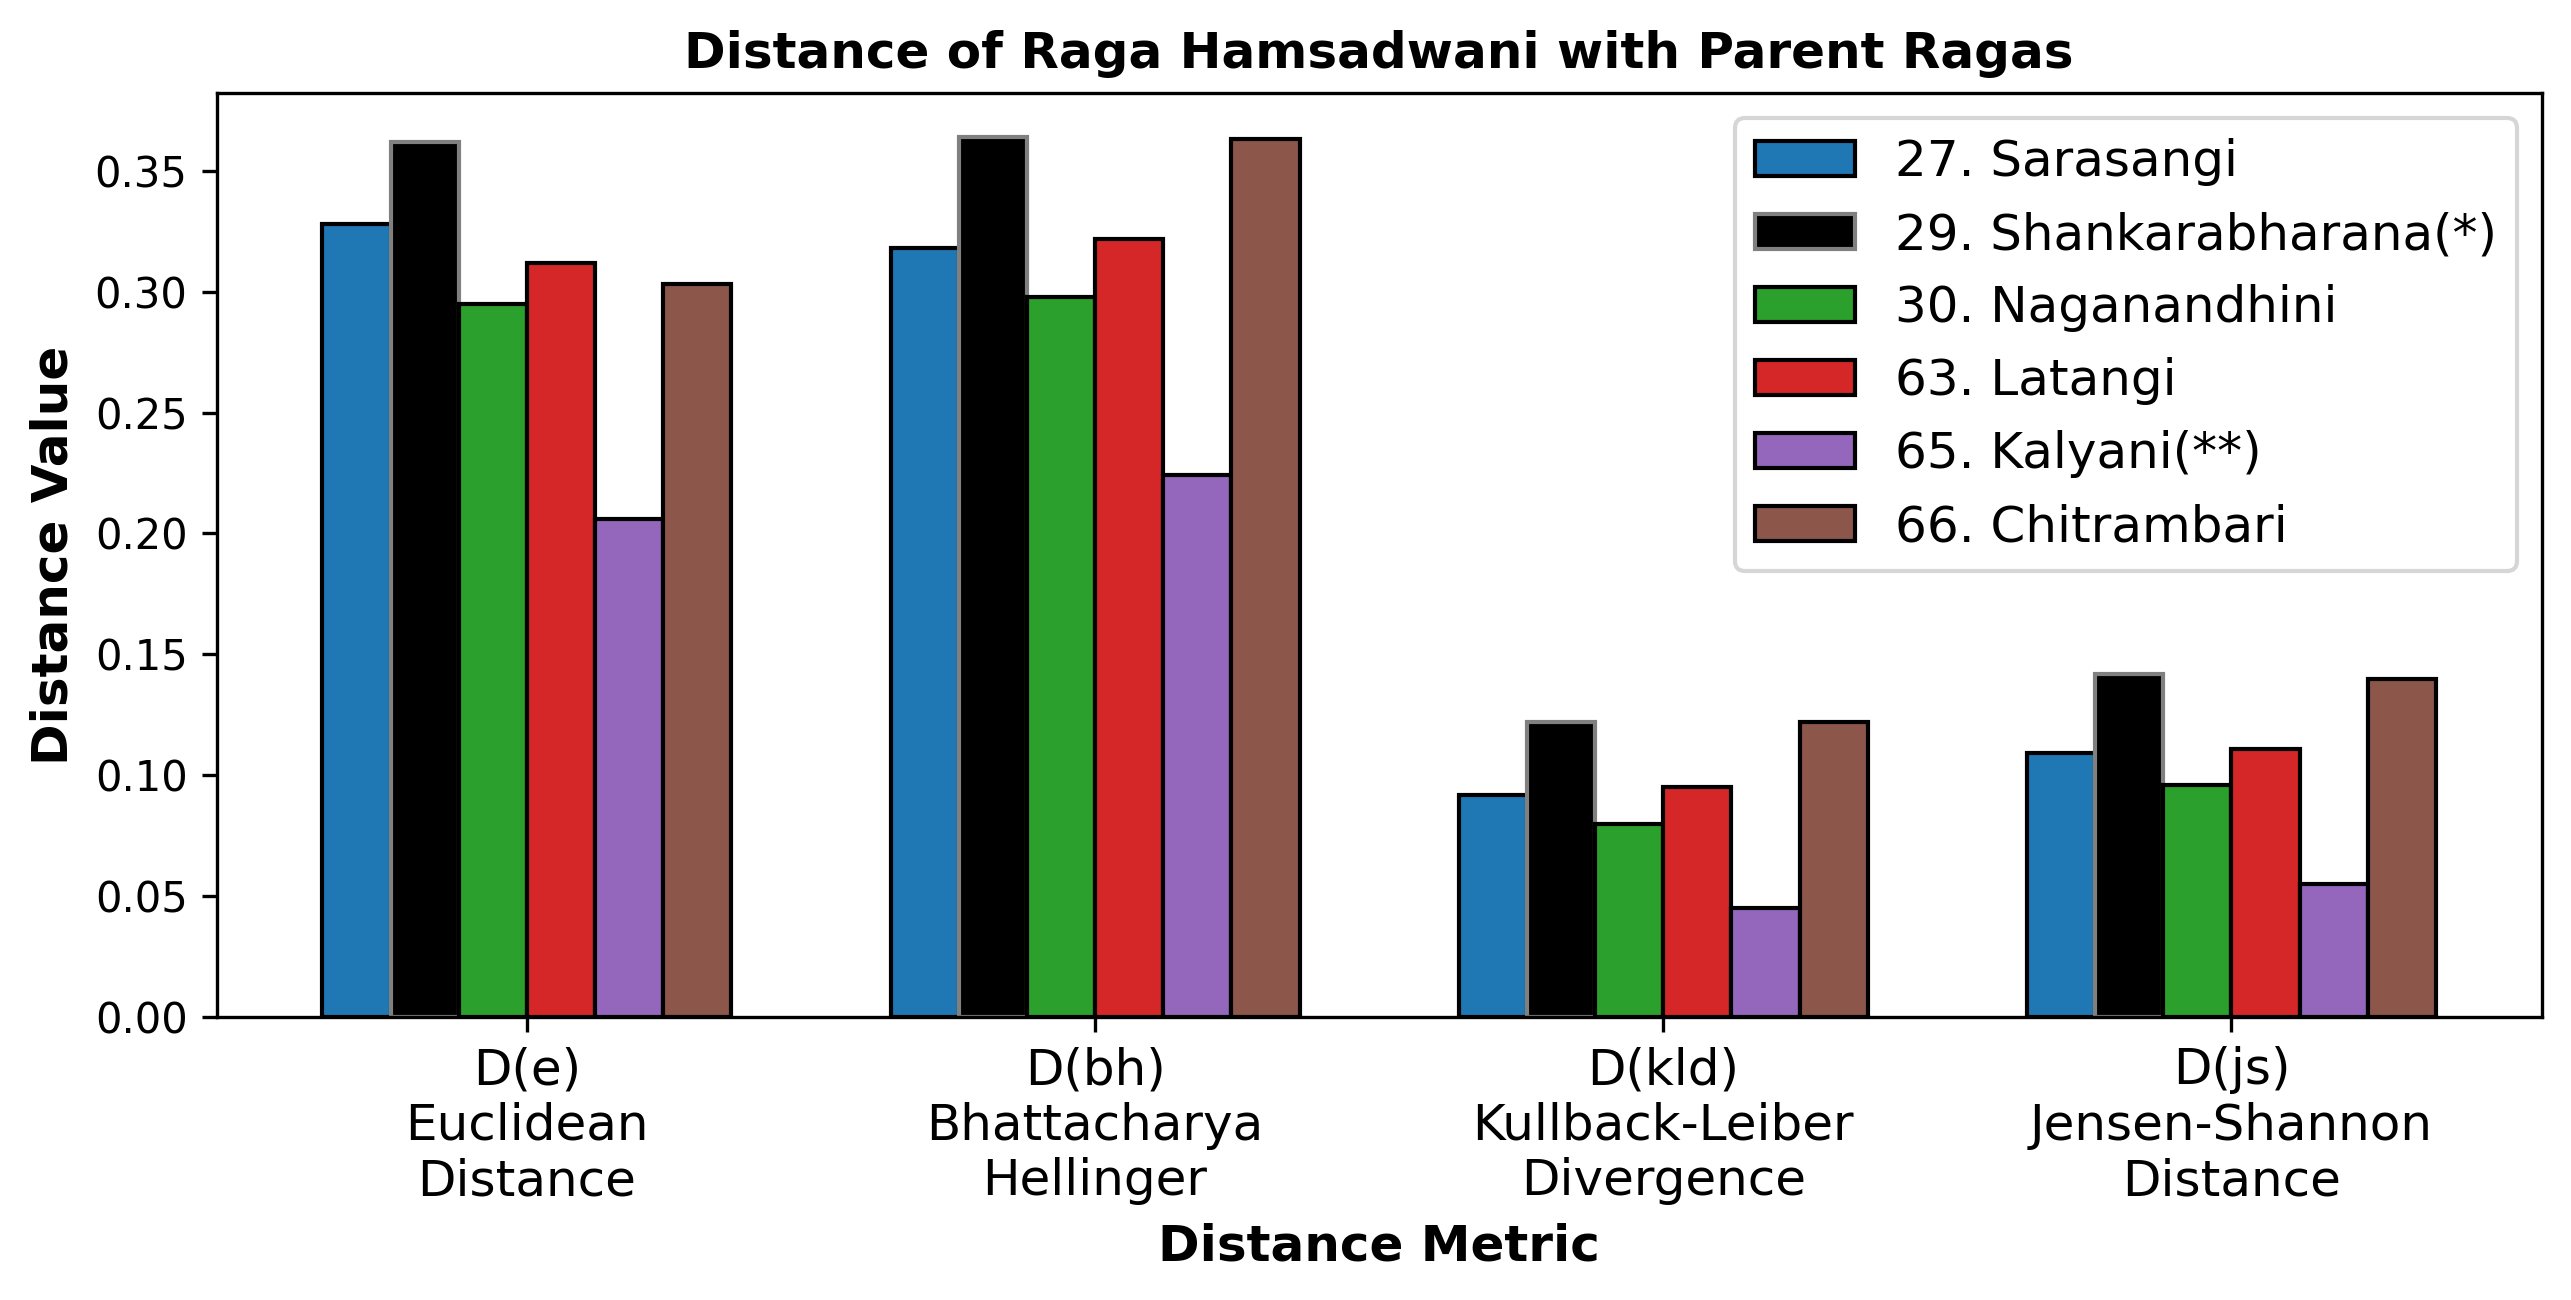 Distance of Raga Hamsadwani with Parent Ragas
Distance Value
0.35
0.30
0.25
0.20
0.15
0.10
0.05
0.00
27. Sarasangi
29. Shankarabharana(*)
30. Naganandhini
63. Latangi
65. Kalyani(**)
66. Chitrambari
D(e)
Euclidean
Distance
D(bh)
Bhattacharya
Hellinger
D(kld)
Kullback-Leiber
Divergence
D(js)
Jensen-Shannon
Distance
Distance Metric